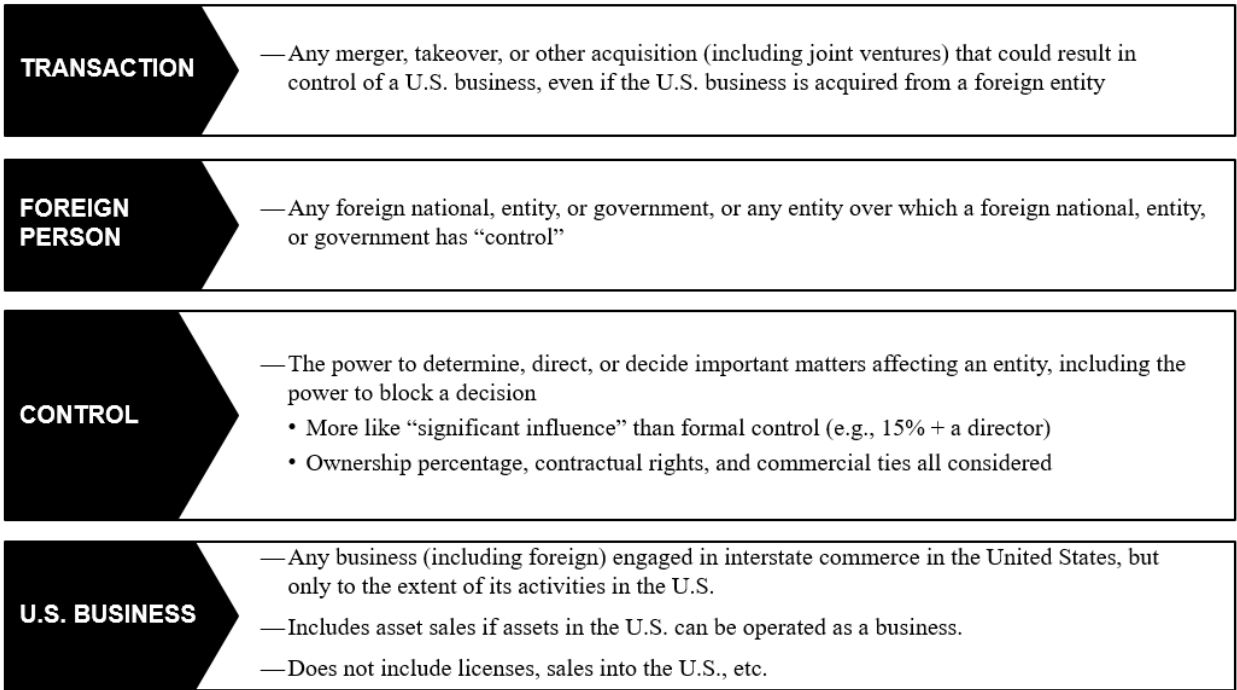 TRANSACTION
—Any merger, takeover, or other acquisition (including joint ventures) that could result in
control of a U.S. business, even if the U.S. business is acquired from a foreign entity
FOREIGN
PERSON
—Any foreign national, entity, or government, or any entity over which a foreign national, entity,
or government has “control”
CONTROL
—The power to determine, direct, or decide important matters affecting an entity, including the
power to block a decision
• More like “significant influence” than formal control (e.g., 15% + a director)
• Ownership percentage, contractual rights, and commercial ties all considered
U.S. BUSINESS
—Any business (including foreign) engaged in interstate commerce in the United States, but
only to the extent of its activities in the U.S.
—Includes asset sales if assets in the U.S. can be operated as a business.
—Does not include licenses, sales into the U.S., etc.